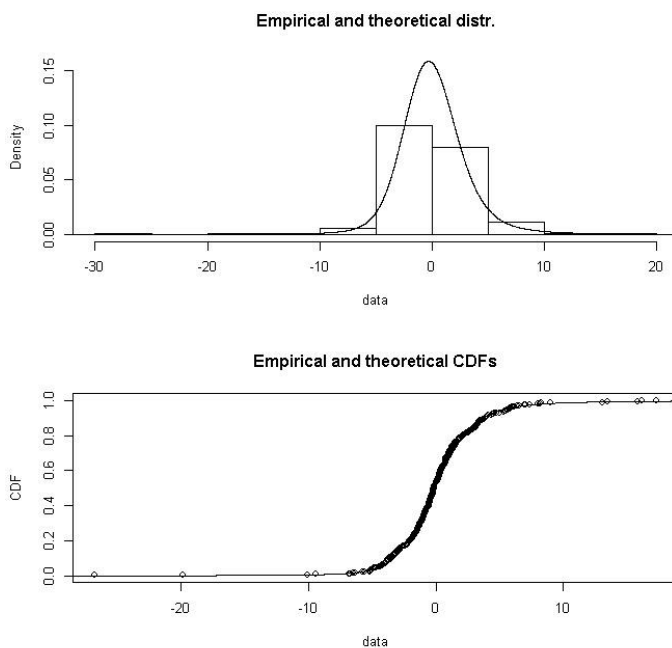 Empirical and theoretical distr.
Density
0.00 0.05 0.10 0.15
-30 -20 -10 0 10 20
data
Empirical and theoretical CDFs
CDF
0.0 0.2 0.4 0.6 0.8 1.0
-20 -10 0 10
data